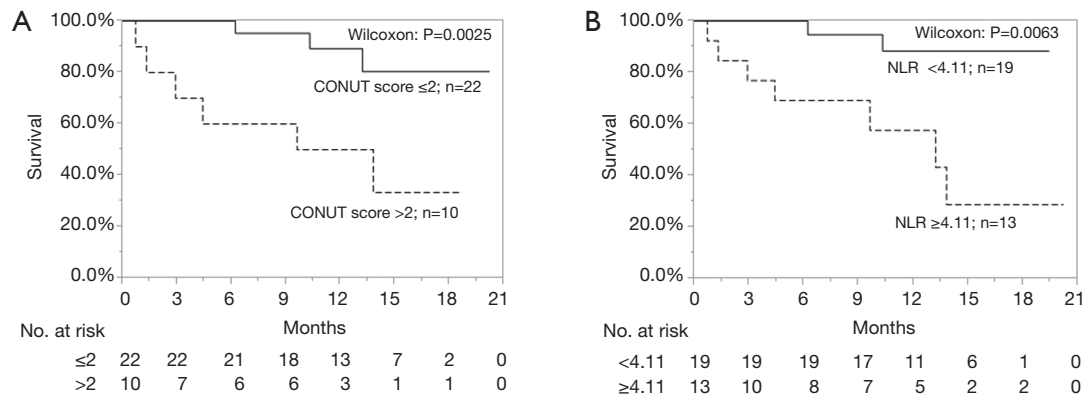 A
100.0%
80.0%
60.0%
40.0%
20.0%
0.0%
Survival
Wilcoxon: P=0.0025
CONUT score ≤2; n=22
CONUT score >2; n=10
0 3 6 9 12 15 18 21
Months
No. at risk
≤2 22 22 21 18 13 7 2 0
>2 10 7 6 6 3 1 1 0
B
100.0%
80.0%
60.0%
40.0%
20.0%
0.0%
Survival
Wilcoxon: P=0.0063
NLR <4.11; n=19
NLR ≥4.11; n=13
0 3 6 9 12 15 18 21
Months
No. at risk
<4.11 19 19 19 17 11 6 1 0
≥4.11 13 10 8 7 5 2 2 0